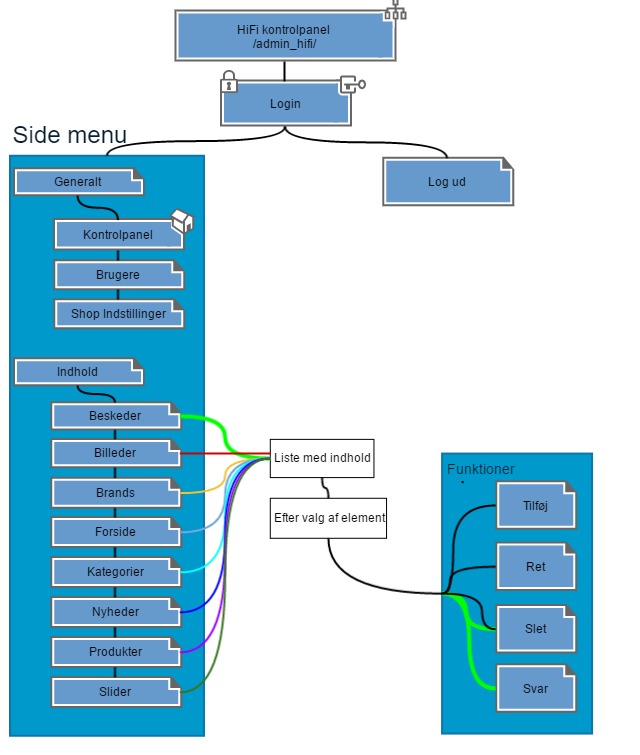 HiFi kontrolpanel
/admin_hifi/
Login
Side menu
Log ud
Generalt
Kontrolpanel
Brugere
Shop Indstillinger
Indhold
Beskeder
Billeder
Brands
Forside
Kategorier
Nyheder
Produkter
Slider
Liste med indhold
Efter valg af element
Funktioner
Tilføj
Ret
Slet
Svar